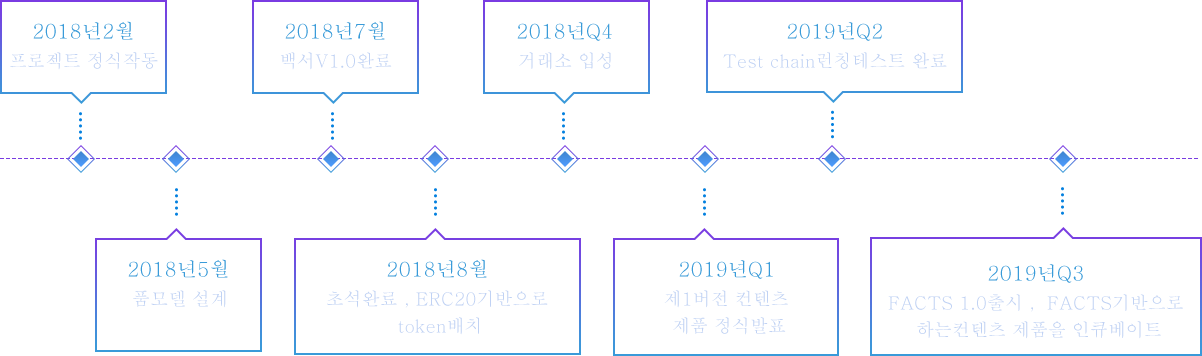 2018년2월
프로젝트 정식작동
2018년5월
품모델 설계
2018년7월
백서V1.0완료
2018년8월
초석완료 . ERC20기반으로
token배치
2018년Q4
거래소 입성
2019년Q1
제1버전 컨텐츠
제품 정식발표
2019년Q2
Test chain런칭테스트 완료
2019년Q3
FACTS 1.0출시 , FACTS기반으로
하는컨텐츠 제품을 인큐베이트